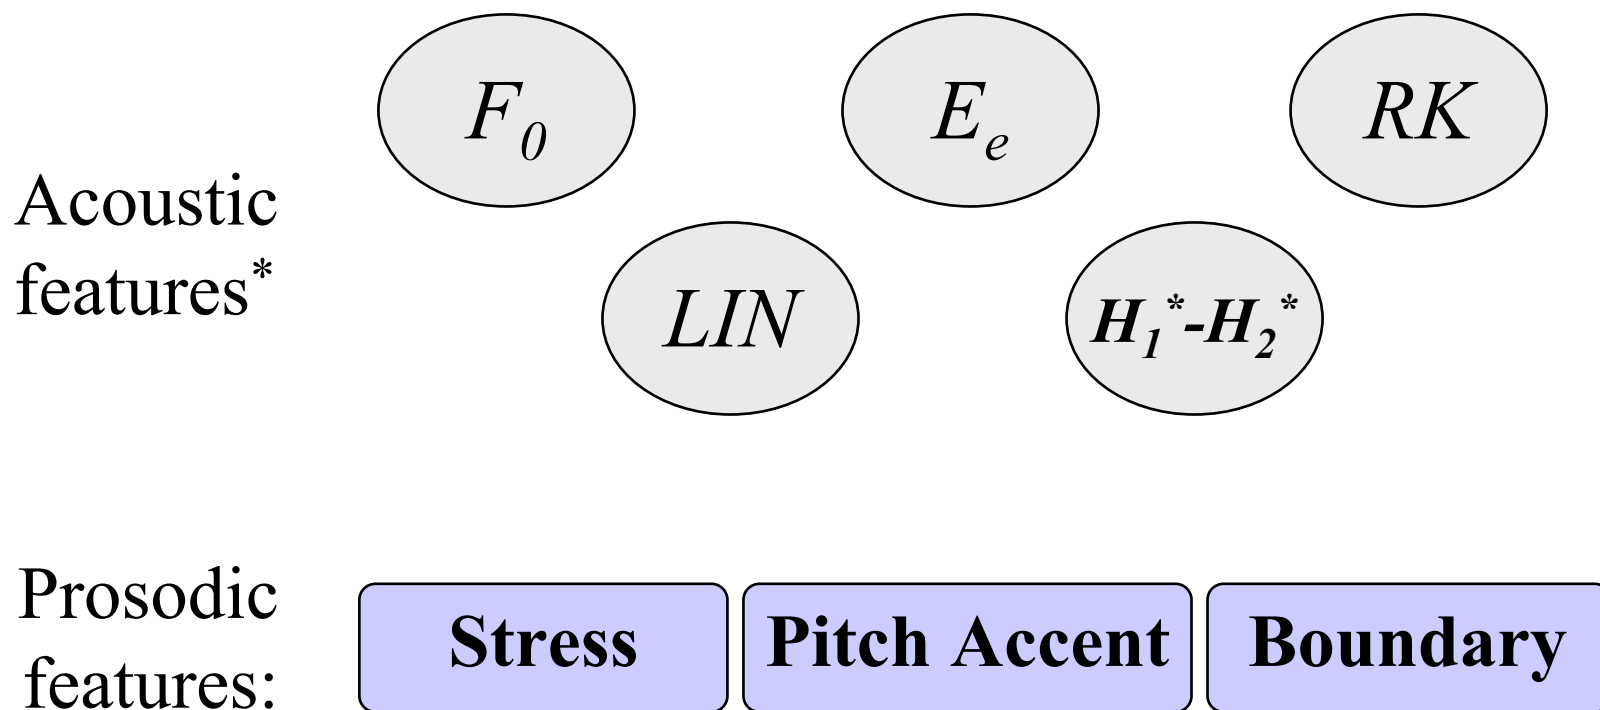 F₀ Eₑ RK
Acoustic
features*
LIN H₁*-H₂*
Prosodic
features:
Stress Pitch Accent Boundary